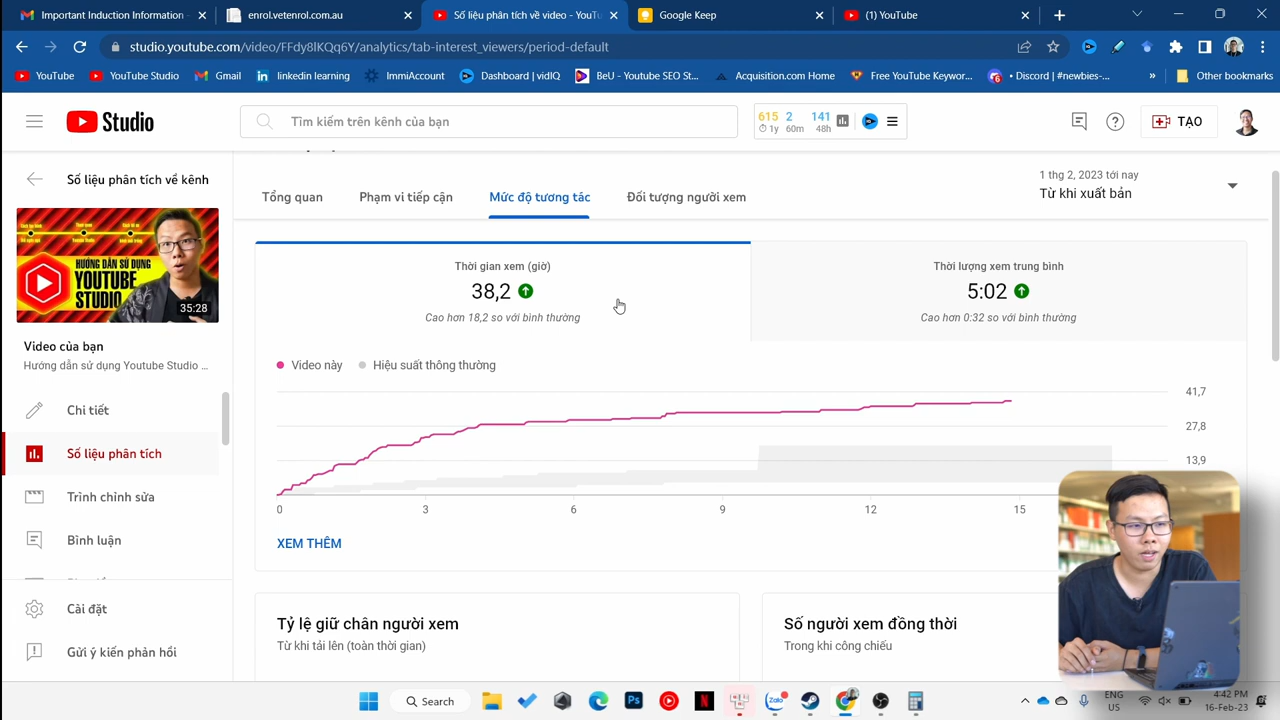 Important Induction Information
enrol.vetenrol.com.au
Số liệu phân tích về video - YouTu
Google Keep
(1) YouTube
studio.youtube.com/video/FFdy8lKQq6Y/analytics/tab-interest_viewers/period-default
YouTube
YouTube Studio
Gmail
linkedin learning
ImmiAccount
Dashboard | vidIQ
BeU - Youtube SEO St...
Acquisition.com Home
Free YouTube Keywor...
• Discord | #newbies-...
Other bookmarks
Studio
Tìm kiếm trên kênh của bạn
615 2 141
1y 60m 48h
TẠO
Số liệu phân tích về kênh
HƯỚNG DẪN SỬ DỤNG
YOUTUBE
STUDIO
35:28
Video của bạn
Hướng dẫn sử dụng Youtube Studio ...
Chi tiết
Số liệu phân tích
Trình chỉnh sửa
Bình luận
Cài đặt
Gửi ý kiến phản hồi
Tổng quan
Phạm vi tiếp cận
Mức độ tương tác
Đối tượng người xem
1 thg 2, 2023 tới nay
Từ khi xuất bản
Thời gian xem (giờ)
38,2
Cao hơn 18,2 so với bình thường
Thời lượng xem trung bình
5:02
Cao hơn 0:32 so với bình thường
Video này
Hiệu suất thông thường
41,7
27,8
13,9
0 3 6 9 12 15
XEM THÊM
Tỷ lệ giữ chân người xem
Từ khi tải lên (toàn thời gian)
Số người xem đồng thời
Trong khi công chiếu
Search
Ps
N
Zalo
ENG
US
4:42 PM
16-Feb-23